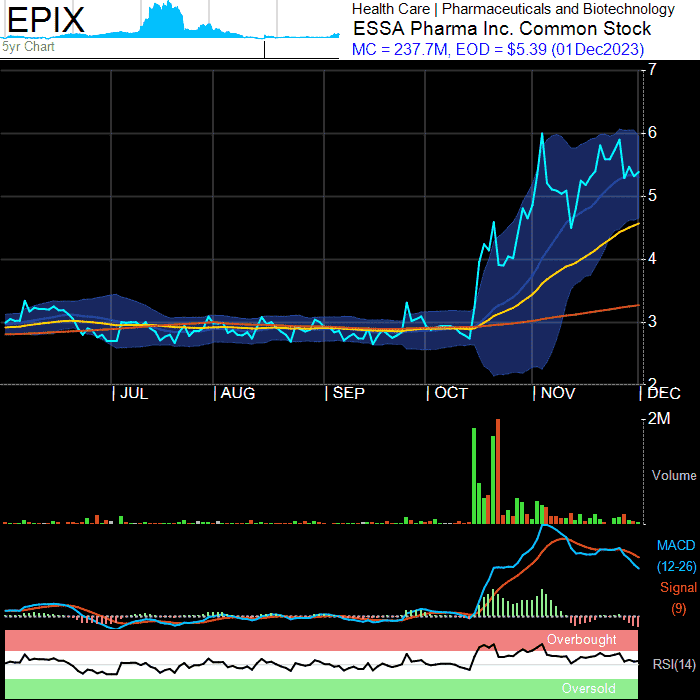 EPIX
5yr Chart
Health Care | Pharmaceuticals and Biotechnology
ESSA Pharma Inc. Common Stock
MC = 237.7M, EOD = $5.39 (01Dec2023)
7
6
5
4
3
2
| JUL | AUG | SEP | OCT | NOV | DEC
2M
Volume
MACD
(12-26)
Signal
(9)
Overbought
RSI(14)
Oversold